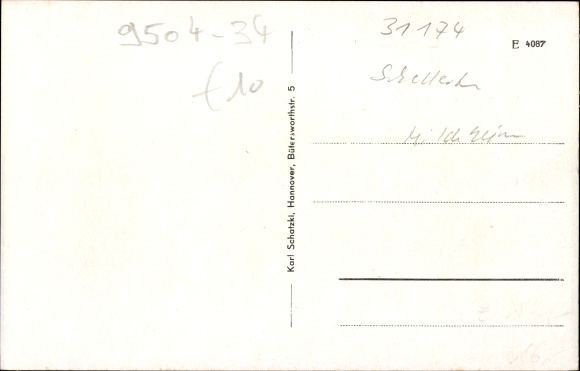 9504-34
£10
Karl Schatzki, Hannover, Bütersworthstr. 5
31174
E 4087